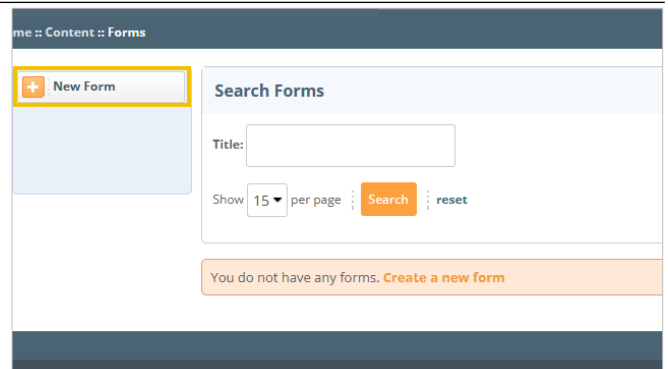 me :: Content :: Forms
New Form
Search Forms
Title:
Show 15 per page Search reset
You do not have any forms. Create a new form